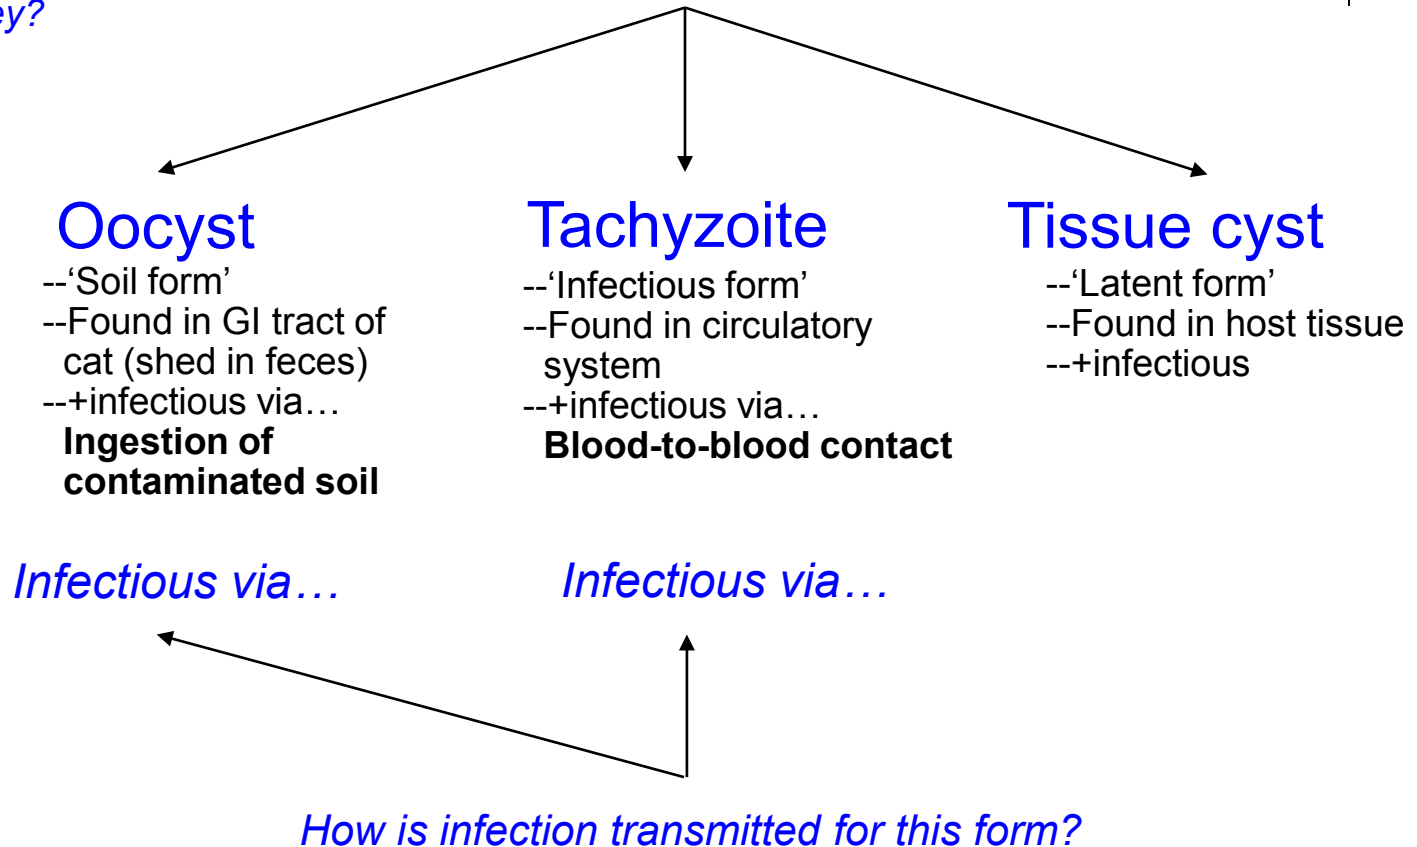 ey?
Oocyst
--‘Soil form’
--Found in GI tract of
cat (shed in feces)
--+infectious via…
Ingestion of
contaminated soil
Infectious via…
Tachyzoite
--‘Infectious form’
--Found in circulatory
system
--+infectious via…
Blood-to-blood contact
Infectious via…
Tissue cyst
--‘Latent form’
--Found in host tissue
--+infectious
How is infection transmitted for this form?